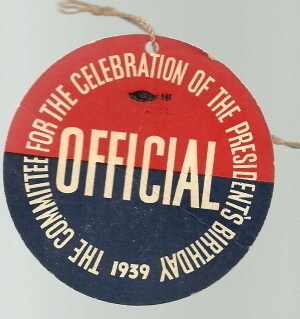 THE COMMITTEE FOR THE CELEBRATION OF THE PRESIDENT'S BIRTHDAY
OFFICIAL
1939